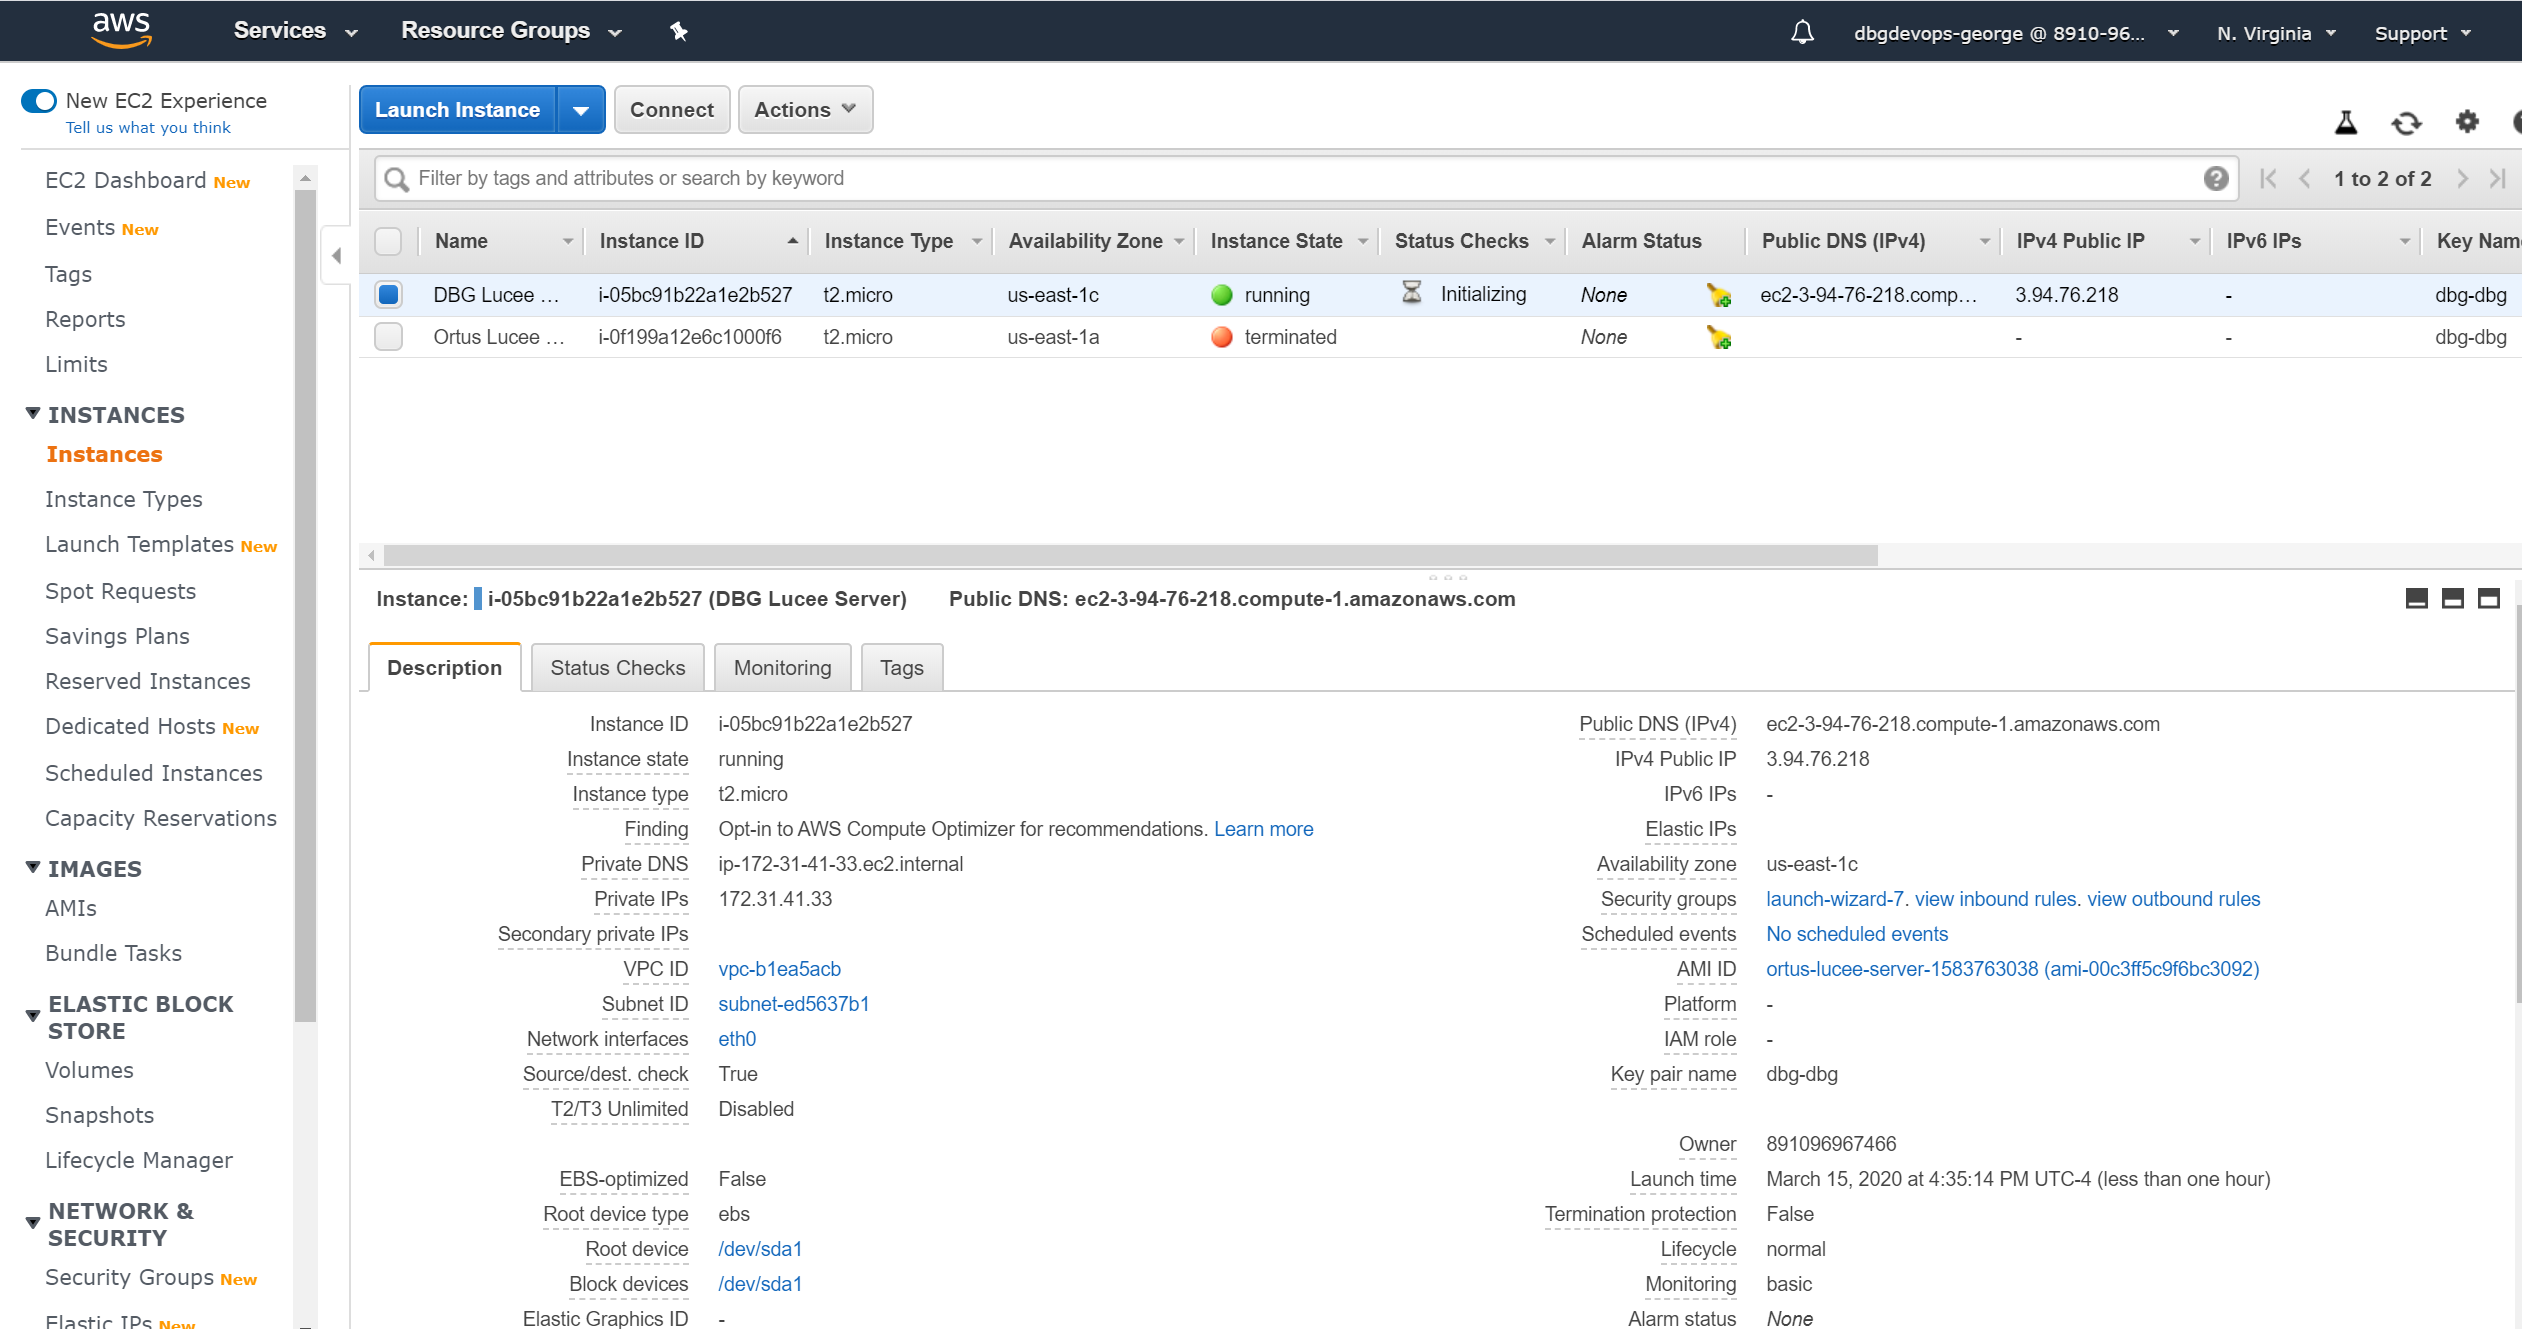 aws Services Resource Groups dbgdevops-george @ 8910-96... N. Virginia Support
New EC2 Experience
Tell us what you think
EC2 Dashboard New
Events New
Tags
Reports
Limits
INSTANCES
Instances
Instance Types
Launch Templates New
Spot Requests
Savings Plans
Reserved Instances
Dedicated Hosts New
Scheduled Instances
Capacity Reservations
IMAGES
AMIs
Bundle Tasks
ELASTIC BLOCK
STORE
Volumes
Snapshots
Lifecycle Manager
NETWORK &
SECURITY
Security Groups New
Elastic IPs New
Launch Instance Connect Actions
Filter by tags and attributes or search by keyword ? 1 to 2 of 2
Name Instance ID Instance Type Availability Zone Instance State Status Checks Alarm Status Public DNS (IPv4) IPv4 Public IP IPv6 IPs Key Nam
DBG Lucee ... i-05bc91b22a1e2b527 t2.micro us-east-1c running Initializing None ec2-3-94-76-218.comp... 3.94.76.218 - dbg-dbg
Ortus Lucee ... i-0f199a12e6c1000f6 t2.micro us-east-1a terminated None - - dbg-dbg
Instance: i-05bc91b22a1e2b527 (DBG Lucee Server) Public DNS: ec2-3-94-76-218.compute-1.amazonaws.com
Description Status Checks Monitoring Tags
Instance ID i-05bc91b22a1e2b527
Instance state running
Instance type t2.micro
Finding Opt-in to AWS Compute Optimizer for recommendations. Learn more
Private DNS ip-172-31-41-33.ec2.internal
Private IPs 172.31.41.33
Secondary private IPs
VPC ID vpc-b1ea5acb
Subnet ID subnet-ed5637b1
Network interfaces eth0
Source/dest. check True
T2/T3 Unlimited Disabled
EBS-optimized False
Root device type ebs
Root device /dev/sda1
Block devices /dev/sda1
Elastic Graphics ID -
Public DNS (IPv4) ec2-3-94-76-218.compute-1.amazonaws.com
IPv4 Public IP 3.94.76.218
IPv6 IPs -
Elastic IPs
Availability zone us-east-1c
Security groups launch-wizard-7. view inbound rules. view outbound rules
Scheduled events No scheduled events
AMI ID ortus-lucee-server-1583763038 (ami-00c3ff5c9f6bc3092)
Platform -
IAM role -
Key pair name dbg-dbg
Owner 891096967466
Launch time March 15, 2020 at 4:35:14 PM UTC-4 (less than one hour)
Termination protection False
Lifecycle normal
Monitoring basic
Alarm status None